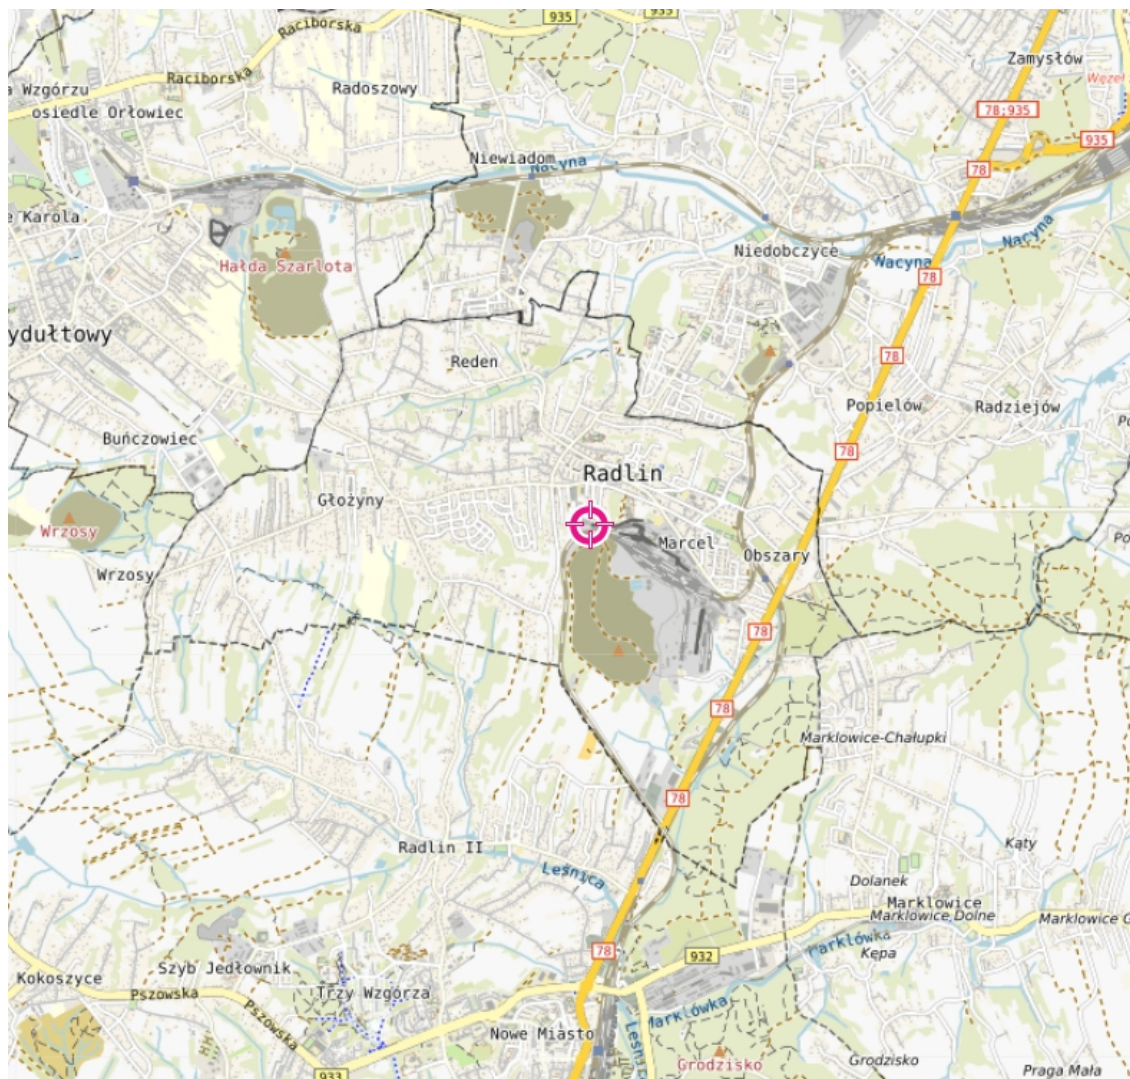 935
935
Raciborska
Raciborska
Zamysłów
a Wzgórzu
Radoszowy
Węzeł
osiedle Orłowiec
78;935
935
Niewiadom
Nacyna
78
e Karola
Niedobczyce
Nacyna
Nacyna
Hałda Szarlota
78
ydułtowy
Reden
78
Popielów
Radziejów
Buńczowiec
78
Radlin
Głożyny
Wrzosy
Marcel
Obszary
Wrzosy
78
78
Marklowice-Chałupki
78
Radlin II
Kąty
Leśnica
Dolanek
Marklowice
Marklowice Dolne
Marklowice G
78
932
Marklówka
Kępa
Szyb Jedłownik
Kokoszyce
Pszowska
Trzy Wzgórza
Pszowska
Marklówka
Nowe Miasto
Leśnic
Grodzisko
Grodzisko
Praga Mała
933